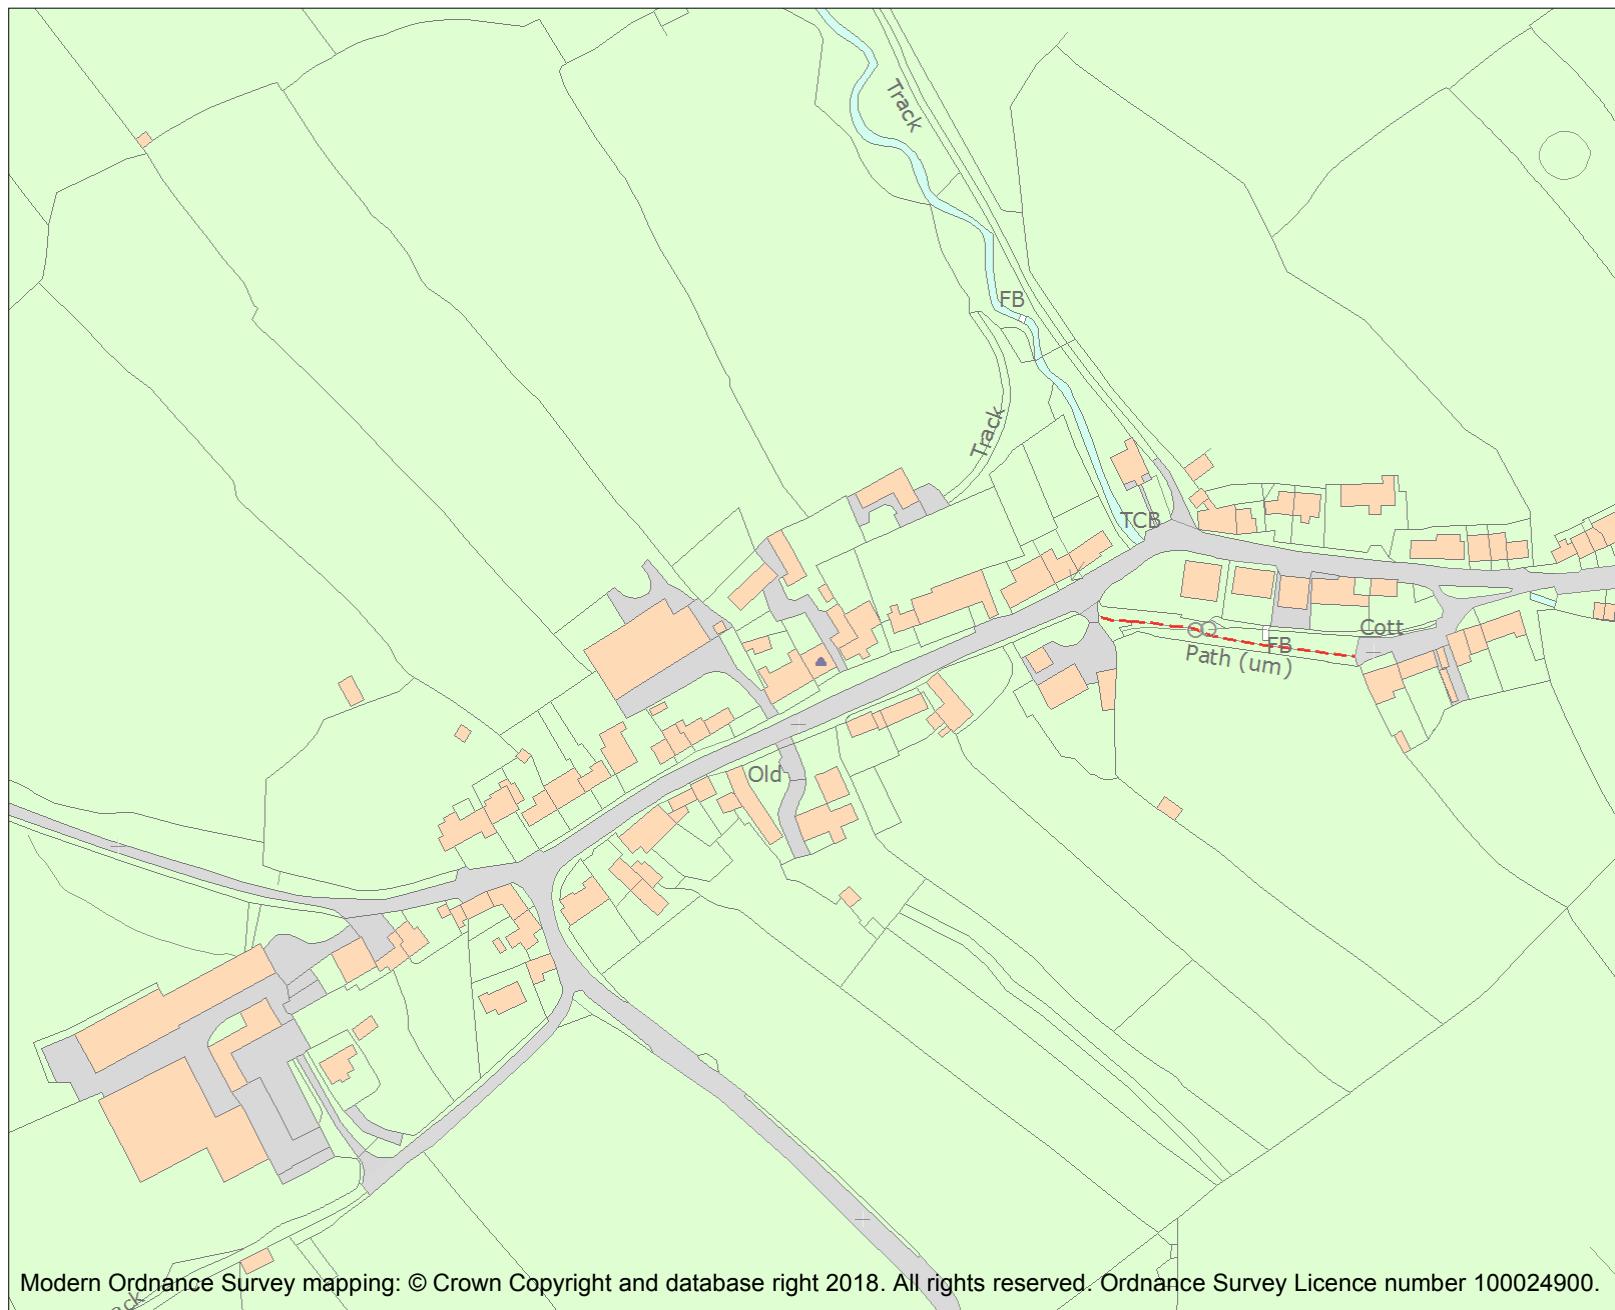 Track
FB
Track
TCB
Cott
FB
Path (um)
Old
Modern Ordnance Survey mapping: © Crown Copyright and database right 2018. All rights reserved. Ordnance Survey Licence number 100024900.